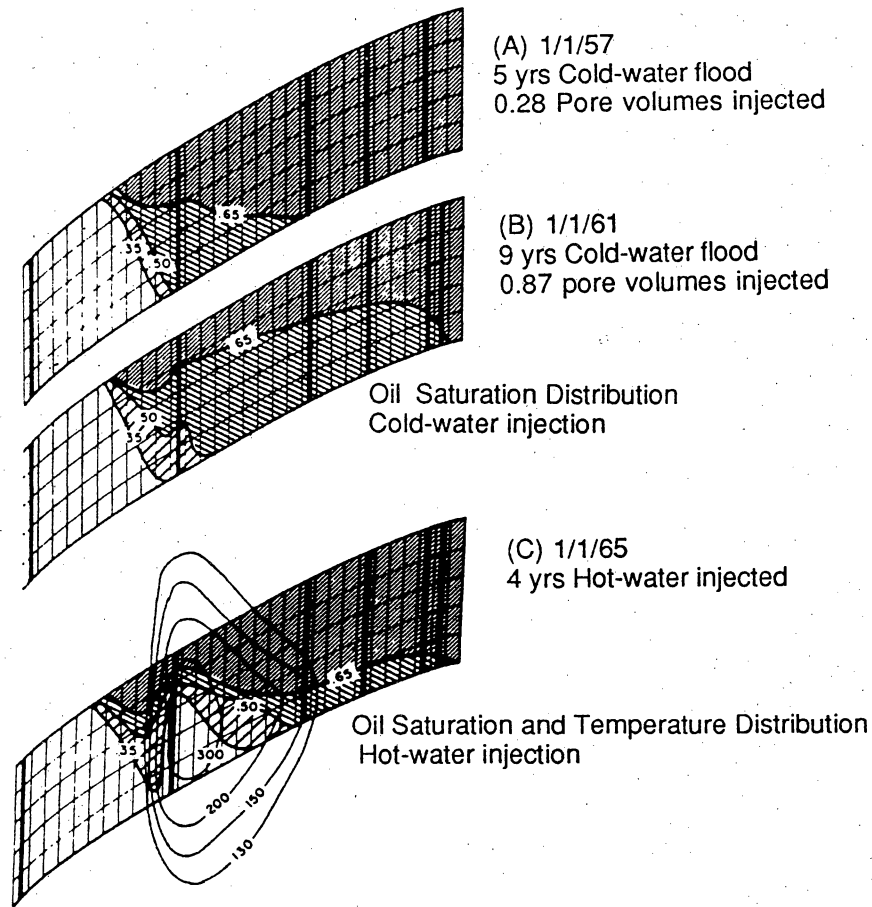 (A) 1/1/57
5 yrs Cold-water flood
0.28 Pore volumes injected
.65
.35
.50
(B) 1/1/61
9 yrs Cold-water flood
0.87 pore volumes injected
.65
.50
.35
Oil Saturation Distribution
Cold-water injection
(C) 1/1/65
4 yrs Hot-water injected
.65
.50
.35
300
Oil Saturation and Temperature Distribution
Hot-water injection
200
150
130